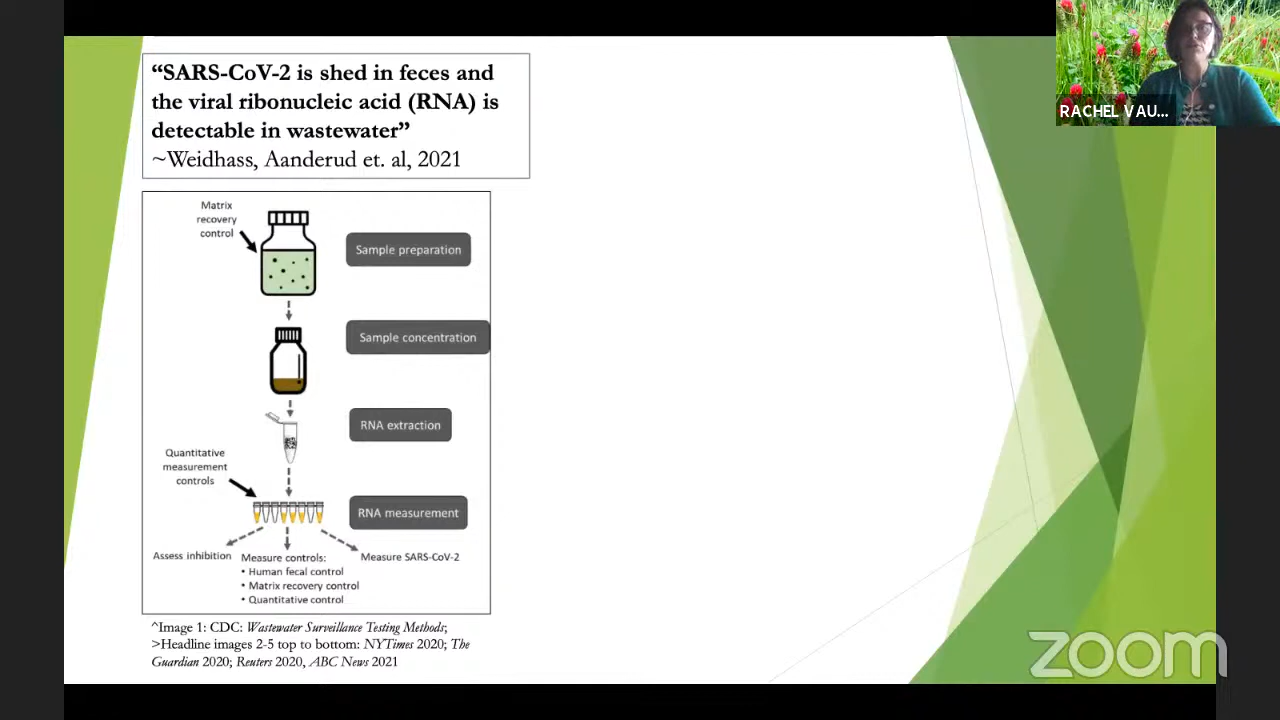 “SARS-CoV-2 is shed in feces and
the viral ribonucleic acid (RNA) is
detectable in wastewater”
~Weidhass, Aanderud et. al, 2021
RACHEL VAU...
Matrix
recovery
control
Sample preparation
Sample concentration
RNA extraction
Quantitative
measurement
controls
RNA measurement
Assess inhibition
Measure controls:
• Human fecal control
• Matrix recovery control
• Quantitative control
Measure SARS-CoV-2
^Image 1: CDC: Wastewater Surveillance Testing Methods;
>Headline images 2-5 top to bottom: NYTimes 2020; The
Guardian 2020; Reuters 2020, ABC News 2021
zoom